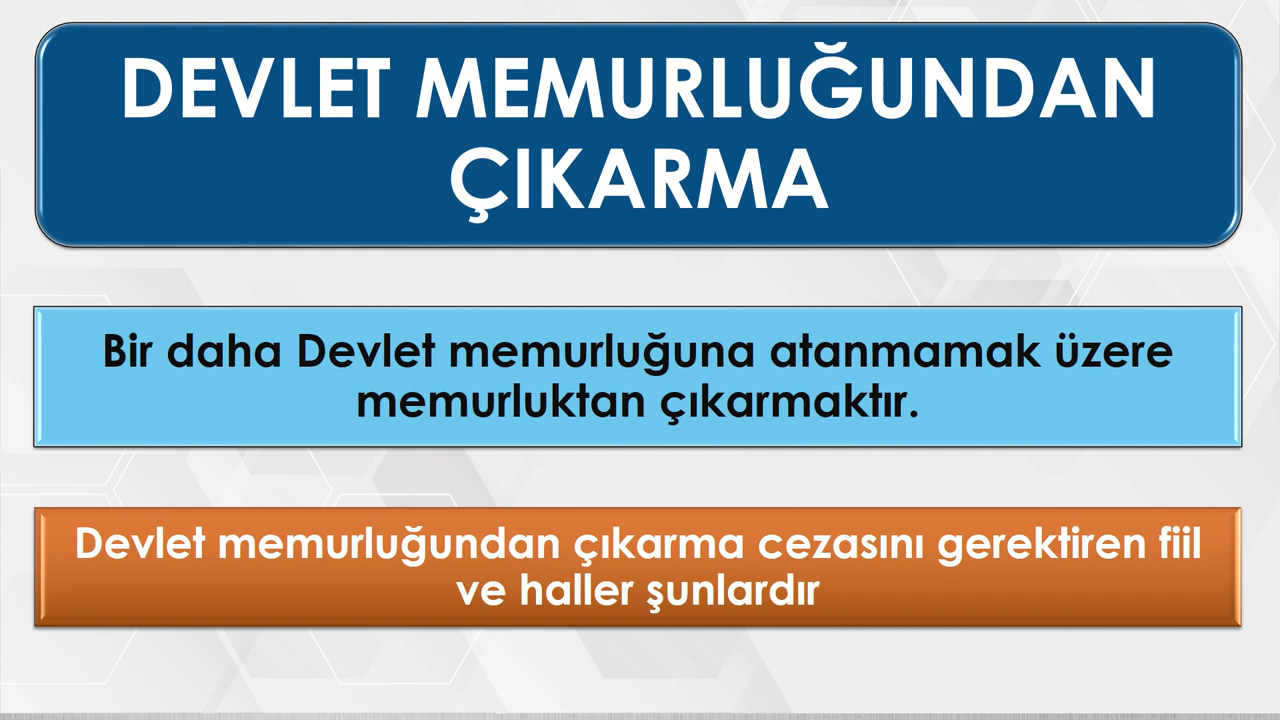 DEVLET MEMURLUĞUNDAN
ÇIKARMA
Bir daha Devlet memurluğuna atanmamak üzere
memurluktan çıkarmaktır.
Devlet memurluğundan çıkarma cezasını gerektiren fiil
ve haller şunlardır